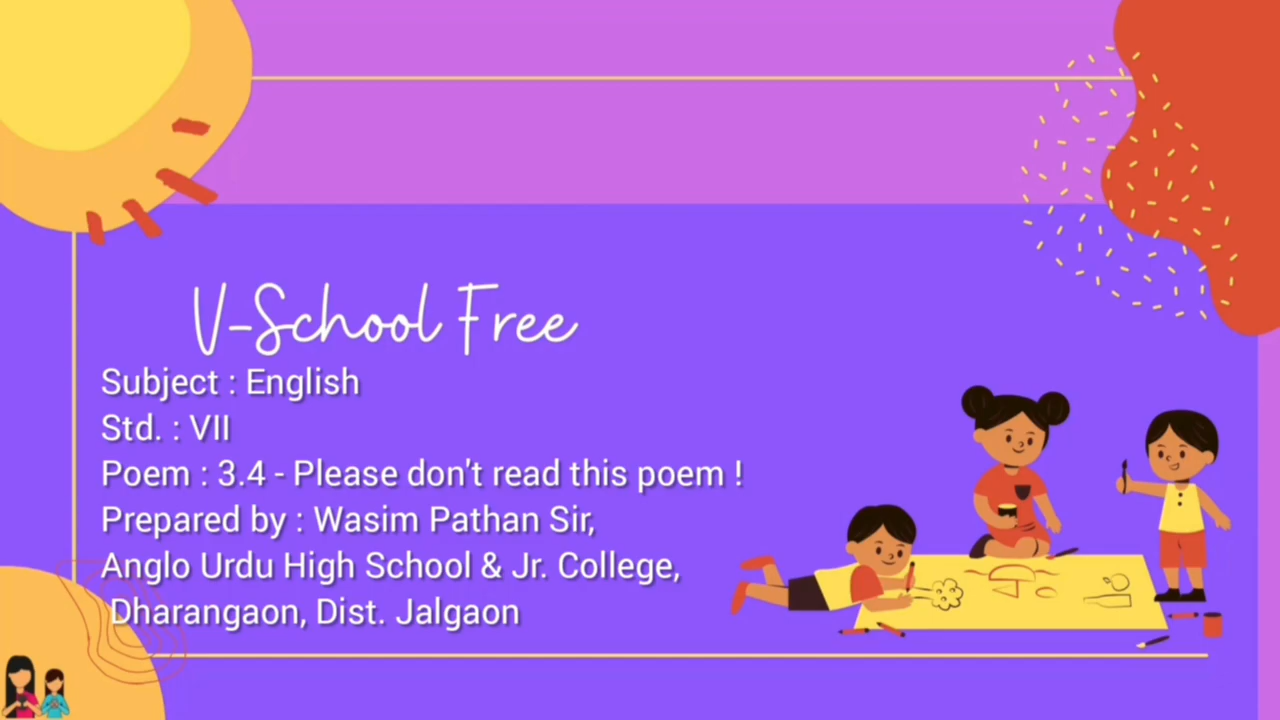 V-School Free
Subject : English
Std. : VII
Poem : 3.4 - Please don't read this poem !
Prepared by : Wasim Pathan Sir,
Anglo Urdu High School & Jr. College,
Dharangaon, Dist. Jalgaon